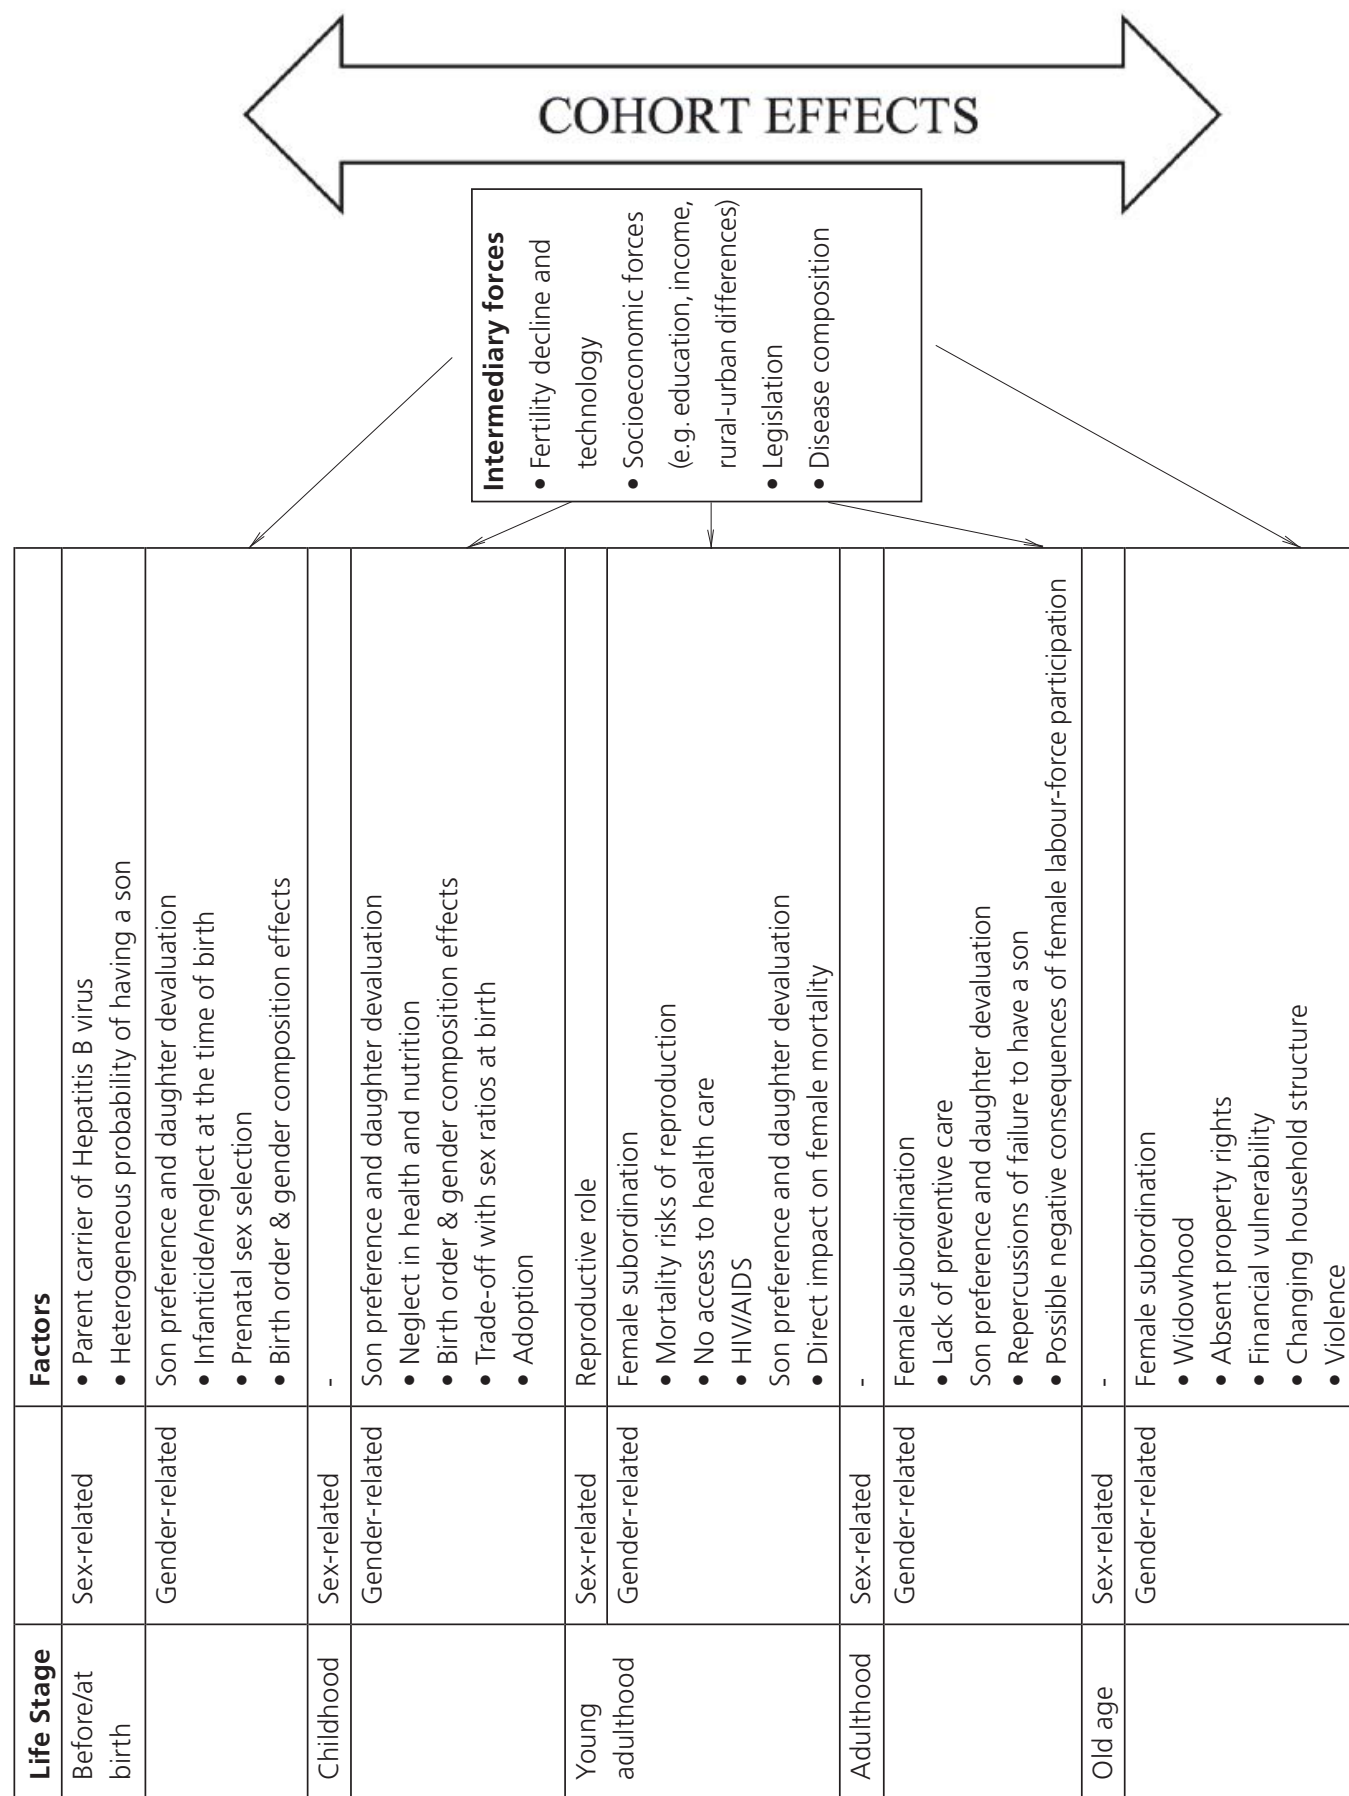 Life Stage
Factors
Before/at
birth
Sex-related
• Parent carrier of Hepatitis B virus
• Heterogeneous probability of having a son
Gender-related
Son preference and daughter devaluation
• Infanticide/neglect at the time of birth
• Prenatal sex selection
• Birth order & gender composition effects
Childhood
Sex-related
-
Gender-related
Son preference and daughter devaluation
• Neglect in health and nutrition
• Birth order & gender composition effects
• Trade-off with sex ratios at birth
• Adoption
Young
adulthood
Sex-related
Reproductive role
Gender-related
Female subordination
• Mortality risks of reproduction
• No access to health care
• HIV/AIDS
Son preference and daughter devaluation
• Direct impact on female mortality
Adulthood
Sex-related
-
Gender-related
Female subordination
• Lack of preventive care
Son preference and daughter devaluation
• Repercussions of failure to have a son
• Possible negative consequences of female labour-force participation
Old age
Sex-related
-
Gender-related
Female subordination
• Widowhood
• Absent property rights
• Financial vulnerability
• Changing household structure
• Violence
Intermediary forces
• Fertility decline and
technology
• Socioeconomic forces
(e.g. education, income,
rural-urban differences)
• Legislation
• Disease composition
COHORT EFFECTS